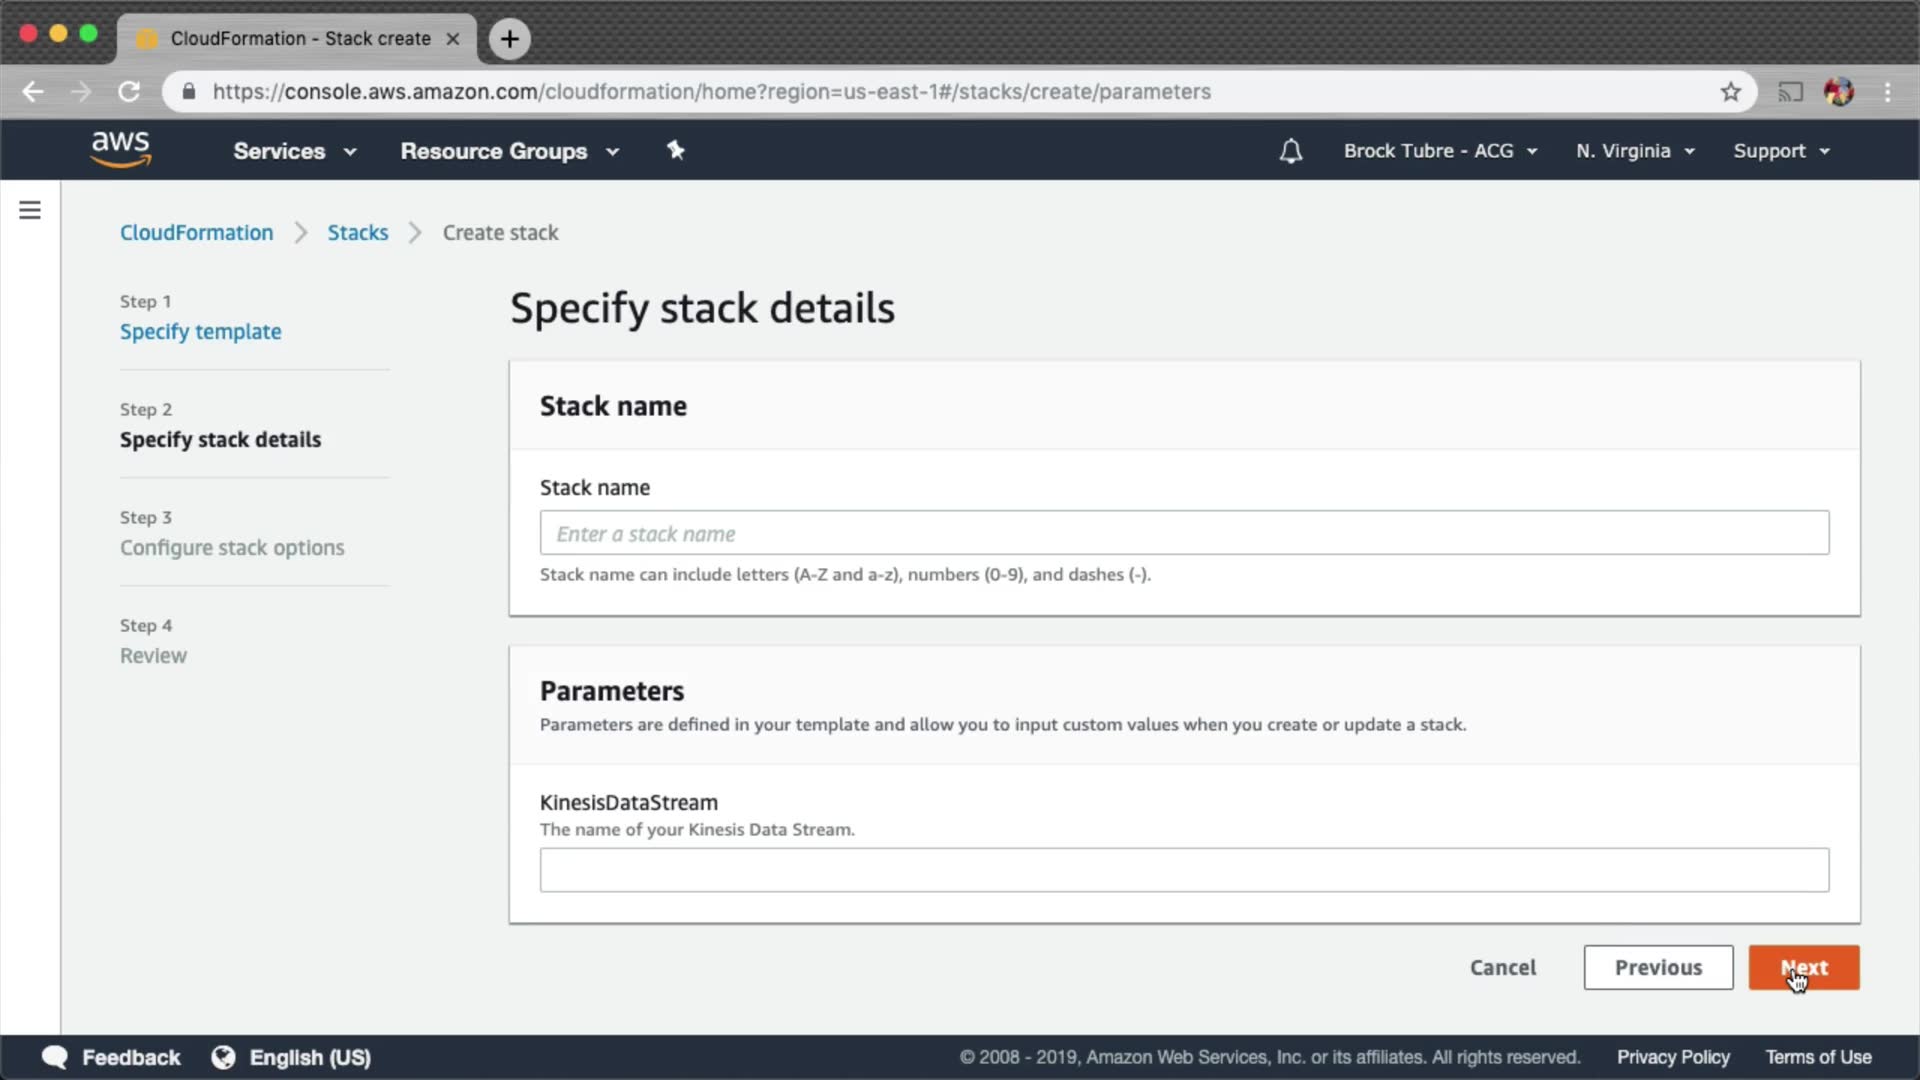 CloudFormation - Stack create
https://console.aws.amazon.com/cloudformation/home?region=us-east-1#/stacks/create/parameters
aws
Services
Resource Groups
Brock Tubre - ACG
N. Virginia
Support
CloudFormation
Stacks
Create stack
Step 1
Specify template
Step 2
Specify stack details
Step 3
Configure stack options
Step 4
Review
Specify stack details
Stack name
Stack name
Enter a stack name
Stack name can include letters (A-Z and a-z), numbers (0-9), and dashes (-).
Parameters
Parameters are defined in your template and allow you to input custom values when you create or update a stack.
KinesisDataStream
The name of your Kinesis Data Stream.
Cancel
Previous
Next
Feedback
English (US)
© 2008 - 2019, Amazon Web Services, Inc. or its affiliates. All rights reserved.
Privacy Policy
Terms of Use